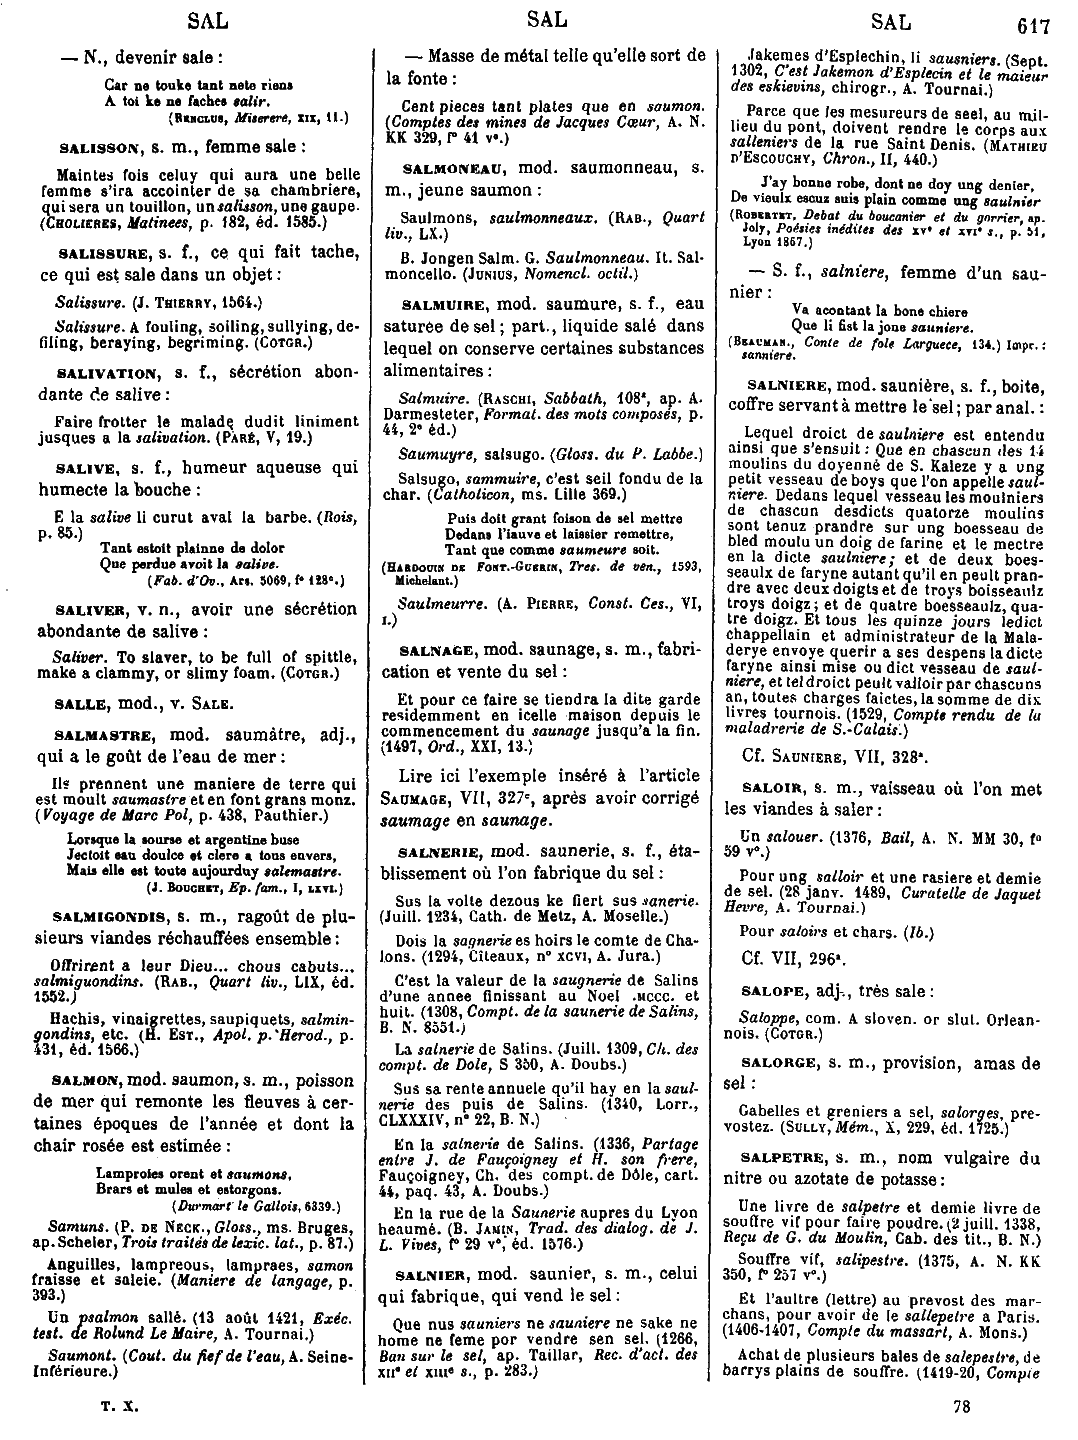 SAL
SAL
SAL
617
— N., devenir sale :
Car ne touke tant nete riens
A toi ke ne faches salir.
(RENCLUS, Miserere, XIX, 11.)
SALISSON, s. m., femme sale :
Maintes fois celuy qui aura une belle
femme s'ira accointer de sa chambriere,
qui sera un touillon, un salisson, une gaupe.
(CHOLIERES, Matinees, p. 182, éd. 1585.)
SALISSURE, s. f., ce qui fait tache,
ce qui est sale dans un objet :
Salissure. (J. THIERRY, 1564.)
Salissure. A fouling, soiling, sullying, de-
filing, beraying, begriming. (COTGR.)
SALIVATION, s. f., sécrétion abon-
dante de salive :
Faire frotter le malade dudit liniment
jusques a la salivation. (PARÉ, V, 19.)
SALIVE, s. f., humeur aqueuse qui
humecte la bouche :
E la salive li curut aval la barbe. (Rois,
p. 85.)
Tant estoit plainne de dolor
Que perdue avoit la salive.
(Fab. d'Ov., Ars. 5069, f° 128ᵉ.)
SALIVER, v. n., avoir une sécrétion
abondante de salive :
Saliver. To slaver, to be full of spittle,
make a clammy, or slimy foam. (COTGR.)
SALLE, mod., v. SALE.
SALMASTRE, mod. saumâtre, adj.,
qui a le goût de l'eau de mer :
Ils prennent une maniere de terre qui
est moult saumastre et en font grans monz.
(Voyage de Marc Pol, p. 438, Pauthier.)
Lorsque la sourse et argentine buse
Jectoit eau doulce et clere a tous envers,
Mais elle est toute aujourduy salemastre.
(J. BOUCHET, Ep. fam., I, LXVI.)
SALMIGONDIS, s. m., ragoût de plu-
sieurs viandes réchauffées ensemble :
Offrirent a leur Dieu... chous cabuts...
salmiguondins. (RAB., Quart liv., LIX, éd.
1552.)
Hachis, vinaigrettes, saupiquets, salmin-
gondins, etc. (H. EST., Apol. p. Herod., p.
431, éd. 1566.)
SALMON, mod. saumon, s. m., poisson
de mer qui remonte les fleuves à cer-
taines époques de l'année et dont la
chair rosée est estimée :
Lamproies orent et saumons,
Brars et mules et estorgons.
(Durmart le Gallois, 6339.)
Samuns. (P. DE NECK., Gloss., ms. Bruges,
ap. Scheler, Trois traités de lexic. lat., p. 87.)
Anguilles, lampreous, lampraes, samon
fraisse et saleie. (Maniere de langage, p.
393.)
Un psalmon sallé. (13 août 1421, Exéc.
test. de Rolund Le Maire, A. Tournai.)
Saumont. (Cout. du fief de l'eau, A. Seine-
Inférieure.)
T. X.
— Masse de métal telle qu'elle sort de
la fonte :
Cent pieces tant plates que en saumon.
(Comptes des mines de Jacques Cœur, A. N.
KK 329, f° 41 v°.)
SALMONEAU, mod. saumonneau, s.
m., jeune saumon :
Saulmons, saulmonneaux. (RAB., Quart
liv., LX.)
B. Jongen Salm. G. Saulmonneau. It. Sal-
moncello. (JUNIUS, Nomencl. octil.)
SALMUIRE, mod. saumure, s. f., eau
saturée de sel ; part., liquide salé dans
lequel on conserve certaines substances
alimentaires :
Salmuire. (RASCHI, Sabbath, 108ᵃ, ap. A.
Darmesteter, Format. des mots composés, p.
44, 2ᵉ éd.)
Saumuyre, salsugo. (Gloss. du P. Labbe.)
Salsugo, sammuire, c'est seil fondu de la
char. (Catholicon, ms. Lille 369.)
Puis doit grant foison de sel mettre
Dedans l'iauve et laissier remettre,
Tant que comme saumeure soit.
(HARDOUIN DE FONT.-GUERIN, Tres. de ven., 1593,
Michelant.)
Saulmeurre. (A. PIERRE, Const. Ces., VI,
I.)
SALNAGE, mod. saunage, s. m., fabri-
cation et vente du sel :
Et pour ce faire se tiendra la dite garde
residemment en icelle maison depuis le
commencement du saunage jusqu'a la fin.
(1497, Ord., XXI, 13.)
Lire ici l'exemple inséré à l'article
SAUMAGE, VII, 327ᶜ, après avoir corrigé
saumage en saunage.
SALNERIE, mod. saunerie, s. f., éta-
blissement où l'on fabrique du sel :
Sus la volte dezous ke fiert sus sanerie.
(Juill. 1234, Cath. de Metz, A. Moselle.)
Dois la sagnerie es hoirs le comte de Cha-
lons. (1294, Cîteaux, n° XCVI, A. Jura.)
C'est la valeur de la saugnerie de Salins
d'une annee finissant au Noel .MCCC. et
huit. (1308, Compt. de la saunerie de Salins,
B. N. 8551.)
La salnerie de Salins. (Juill. 1309, Ch. des
compt. de Dole, S 350, A. Doubs.)
Sus sa rente annuele qu'il hay en la saul-
nerie des puis de Salins. (1340, Lorr.,
CLXXXIV, n° 22, B. N.)
En la salnerie de Salins. (1336, Partage
entre J. de Fauçoigney et H. son frere,
Fauçoigney, Ch. des compt. de Dôle, cart.
44, paq. 43, A. Doubs.)
En la rue de la Saunerie aupres du Lyon
heaumé. (B. JAMIN, Trad. des dialog. de J.
L. Vives, f° 29 v°, éd. 1576.)
SALNIER, mod. saunier, s. m., celui
qui fabrique, qui vend le sel :
Que nus sauniers ne sauniere ne sake ne
home ne feme por vendre sen sel. (1266,
Ban sur le sel, ap. Taillar, Rec. d'act. des
XIIᵉ et XIIIᵉ s., p. 283.)
Jakemes d'Esplechin, li sausniers. (Sept.
1302, C'est Jakemon d'Esplecin et le maieur
des eskievins, chirogr., A. Tournai.)
Parce que les mesureurs de seel, au mil-
lieu du pont, doivent rendre le corps aux
salleniers de la rue Saint Denis. (MATHIEU
D'ESCOUCHY, Chron., II, 440.)
J'ay bonne robe, dont ne doy ung denier,
De vieulx escuz suis plain comme ung saulnier
(ROBERTET, Debat du boucanier et du gorrier, ap.
Joly, Poésies inédites des XVᵉ et XVIᵉ s., p. 51,
Lyon 1867.)
— S. f., salniere, femme d'un sau-
nier :
Va acontant la bone chiere
Que li fist la jone sauniere.
(BEAUMAN., Conte de fole Larguece, 134.) Impr. :
sanniere.
SALNIERE, mod. saunière, s. f., boite,
coffre servant à mettre le sel ; par anal. :
Lequel droict de saulniere est entendu
ainsi que s'ensuit : Que en chascun des 14
moulins du doyenné de S. Kaleze y a ung
petit vesseau de boys que l'on appelle saul-
niere. Dedans lequel vesseau les moulniers
de chascun desdicts quatorze moulins
sont tenuz prandre sur ung boesseau de
bled moulu un doig de farine et le mectre
en la dicte saulniere ; et de deux boes-
seaulx de faryne autant qu'il en peult pran-
dre avec deux doigts et de troys boisseaulz
troys doigz ; et de quatre boesseaulz, qua-
tre doigz. Et tous les quinze jours ledict
chappellain et administrateur de la Mala-
derye envoye querir a ses despens la dicte
faryne ainsi mise ou dict vesseau de saul-
niere, et tel droict peult valloir par chascuns
an, toutes charges faictes, la somme de dix
livres tournois. (1529, Compte rendu de la
maladrerie de S.-Calais.)
Cf. SAUNIERE, VII, 328ᵃ.
SALOIR, s. m., vaisseau où l'on met
les viandes à saler :
Un salouer. (1376, Bail, A. N. MM 30, f°
59 v°.)
Pour ung salloir et une rasiere et demie
de sel. (28 janv. 1489, Curatelle de Jaquet
Hevre, A. Tournai.)
Pour saloirs et chars. (Ib.)
Cf. VII, 296ᵃ.
SALOPE, adj., très sale :
Saloppe, com. A sloven. or slut. Orlean-
nois. (COTGR.)
SALORGE, s. m., provision, amas de
sel :
Gabelles et greniers a sel, salorges, pre-
vostez. (SULLY, Mém., X, 229, éd. 1725.)
SALPETRE, s. m., nom vulgaire du
nitre ou azotate de potasse :
Une livre de salpetre et demie livre de
souffre vif pour faire poudre. (2 juill. 1338,
Reçu de G. du Moulin, Cab. des tit., B. N.)
Souffre vif, salipestre. (1375, A. N. KK
350, f° 257 v°.)
Et l'aultre (lettre) au prevost des mar-
chans, pour avoir de le sallepetre a Paris.
(1406-1407, Compte du massart, A. Mons.)
Achat de plusieurs bales de salepestre, de
barrys plains de souffre. (1419-20, Compte
78